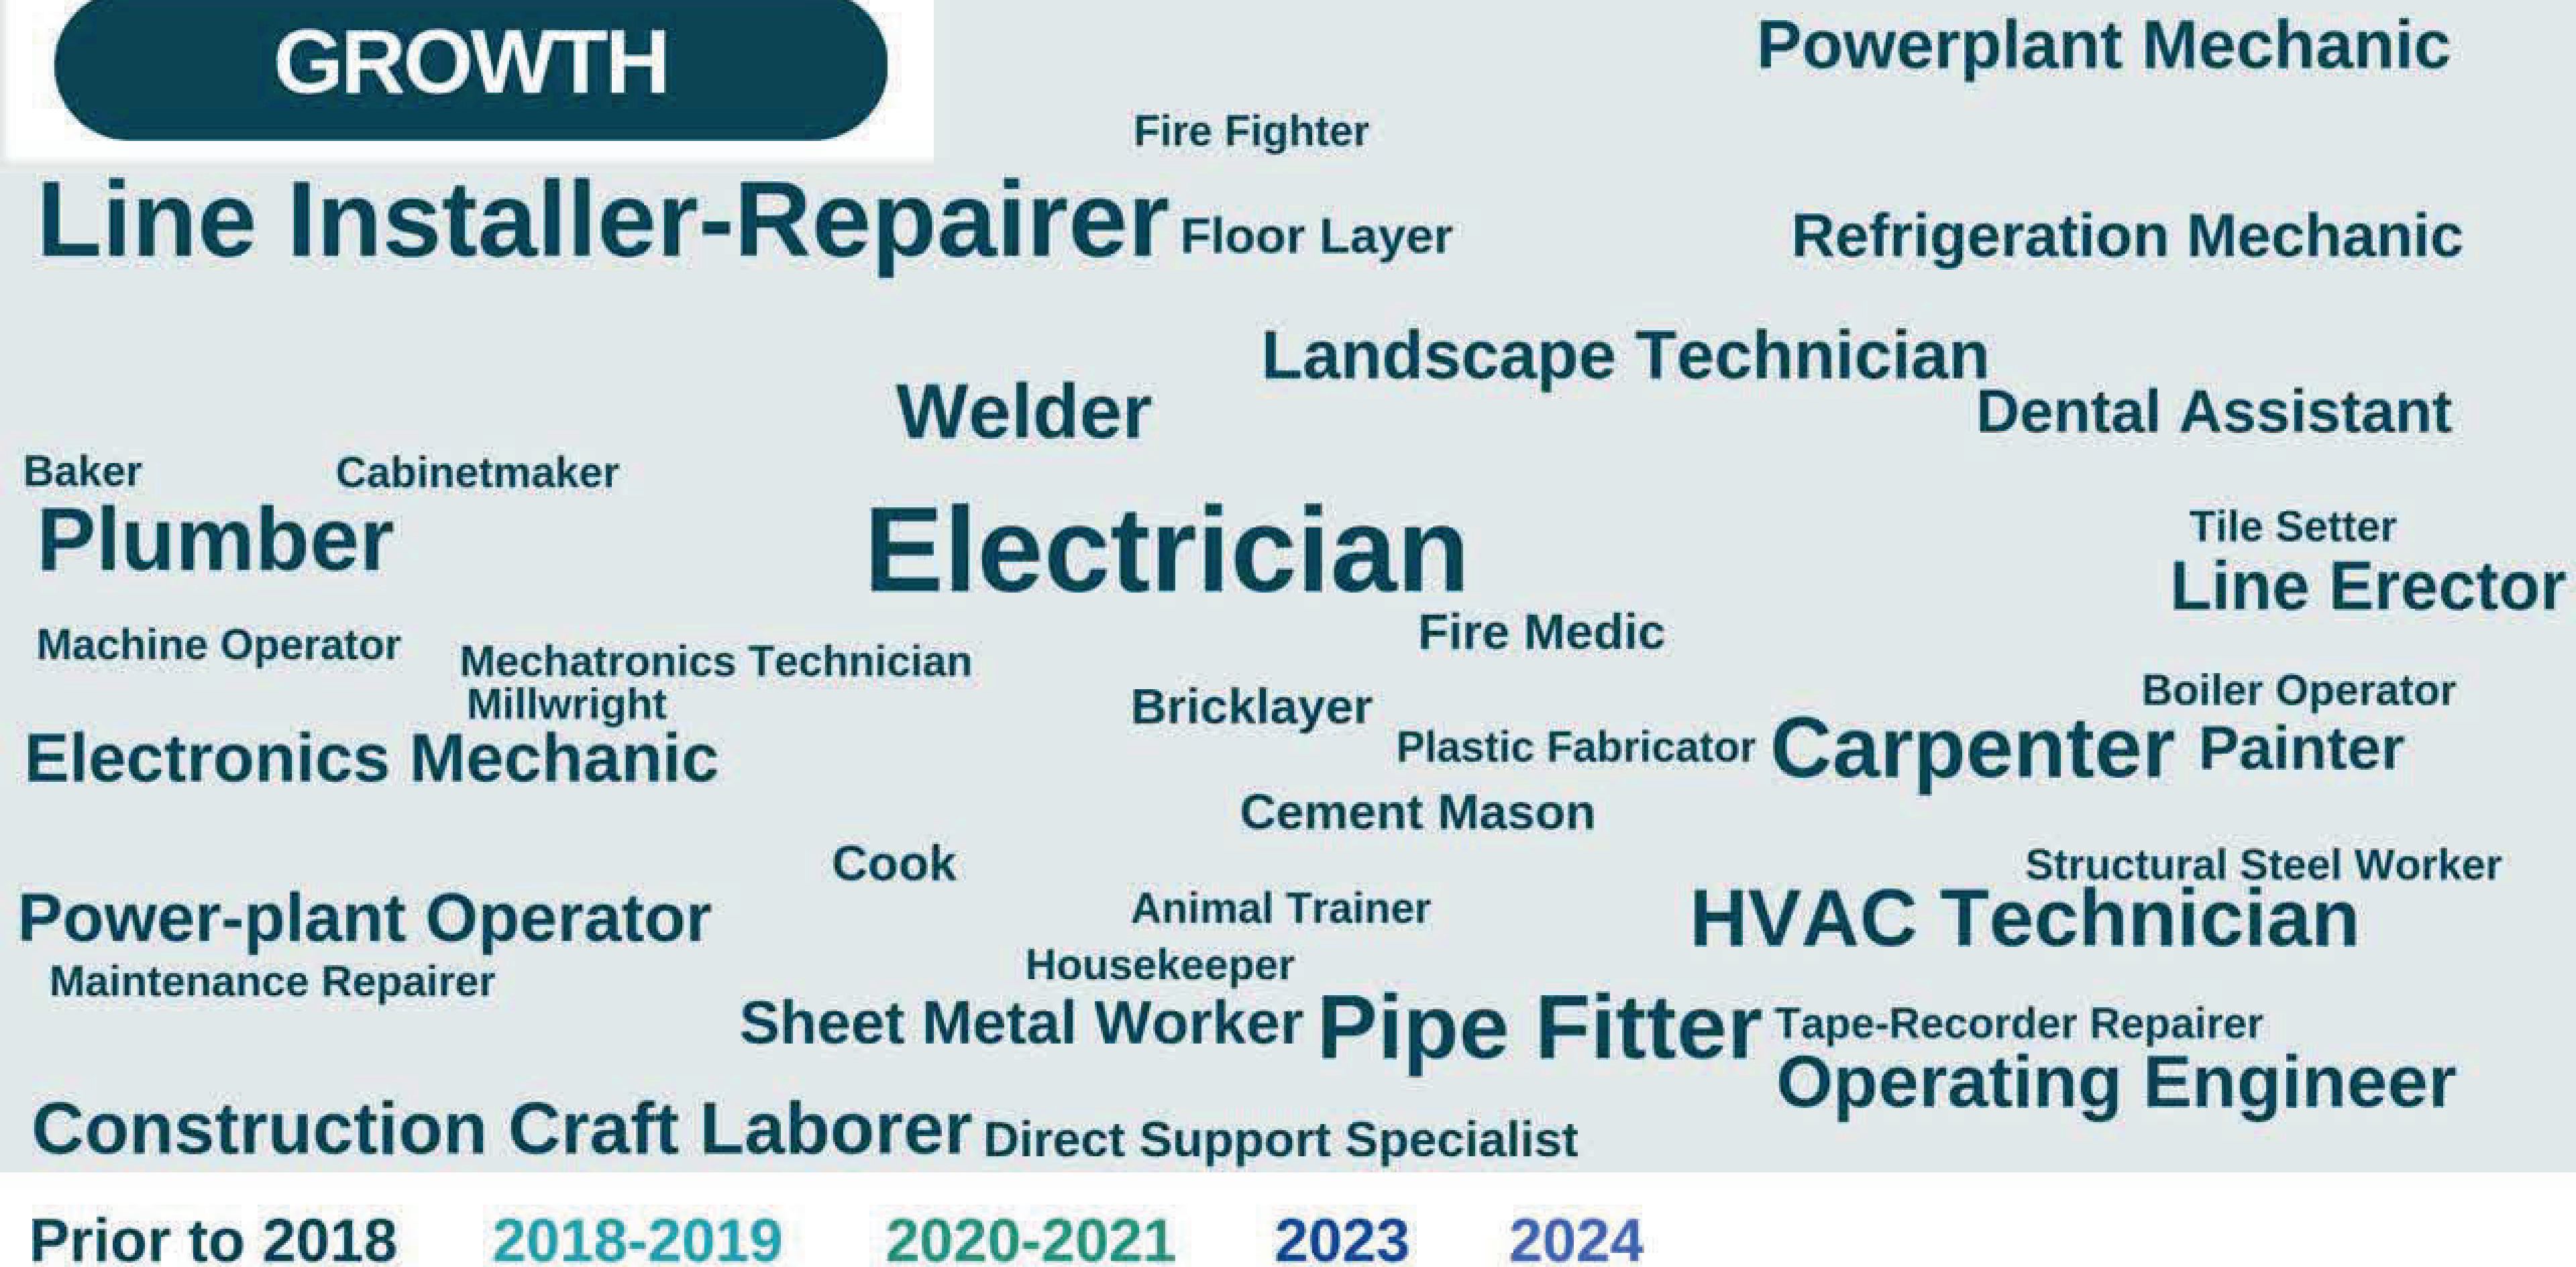 GROWTH
Powerplant Mechanic
Fire Fighter
Line Installer-Repairer
Floor Layer
Refrigeration Mechanic
Landscape Technician
Welder
Dental Assistant
Baker
Cabinetmaker
Plumber
Electrician
Tile Setter
Line Erector
Fire Medic
Machine Operator
Mechatronics Technician
Millwright
Bricklayer
Boiler Operator
Electronics Mechanic
Plastic Fabricator
Carpenter
Painter
Cement Mason
Cook
Structural Steel Worker
Power-plant Operator
Animal Trainer
HVAC Technician
Housekeeper
Maintenance Repairer
Sheet Metal Worker
Pipe Fitter
Tape-Recorder Repairer
Operating Engineer
Construction Craft Laborer
Direct Support Specialist
Prior to 2018 2018-2019 2020-2021 2023 2024